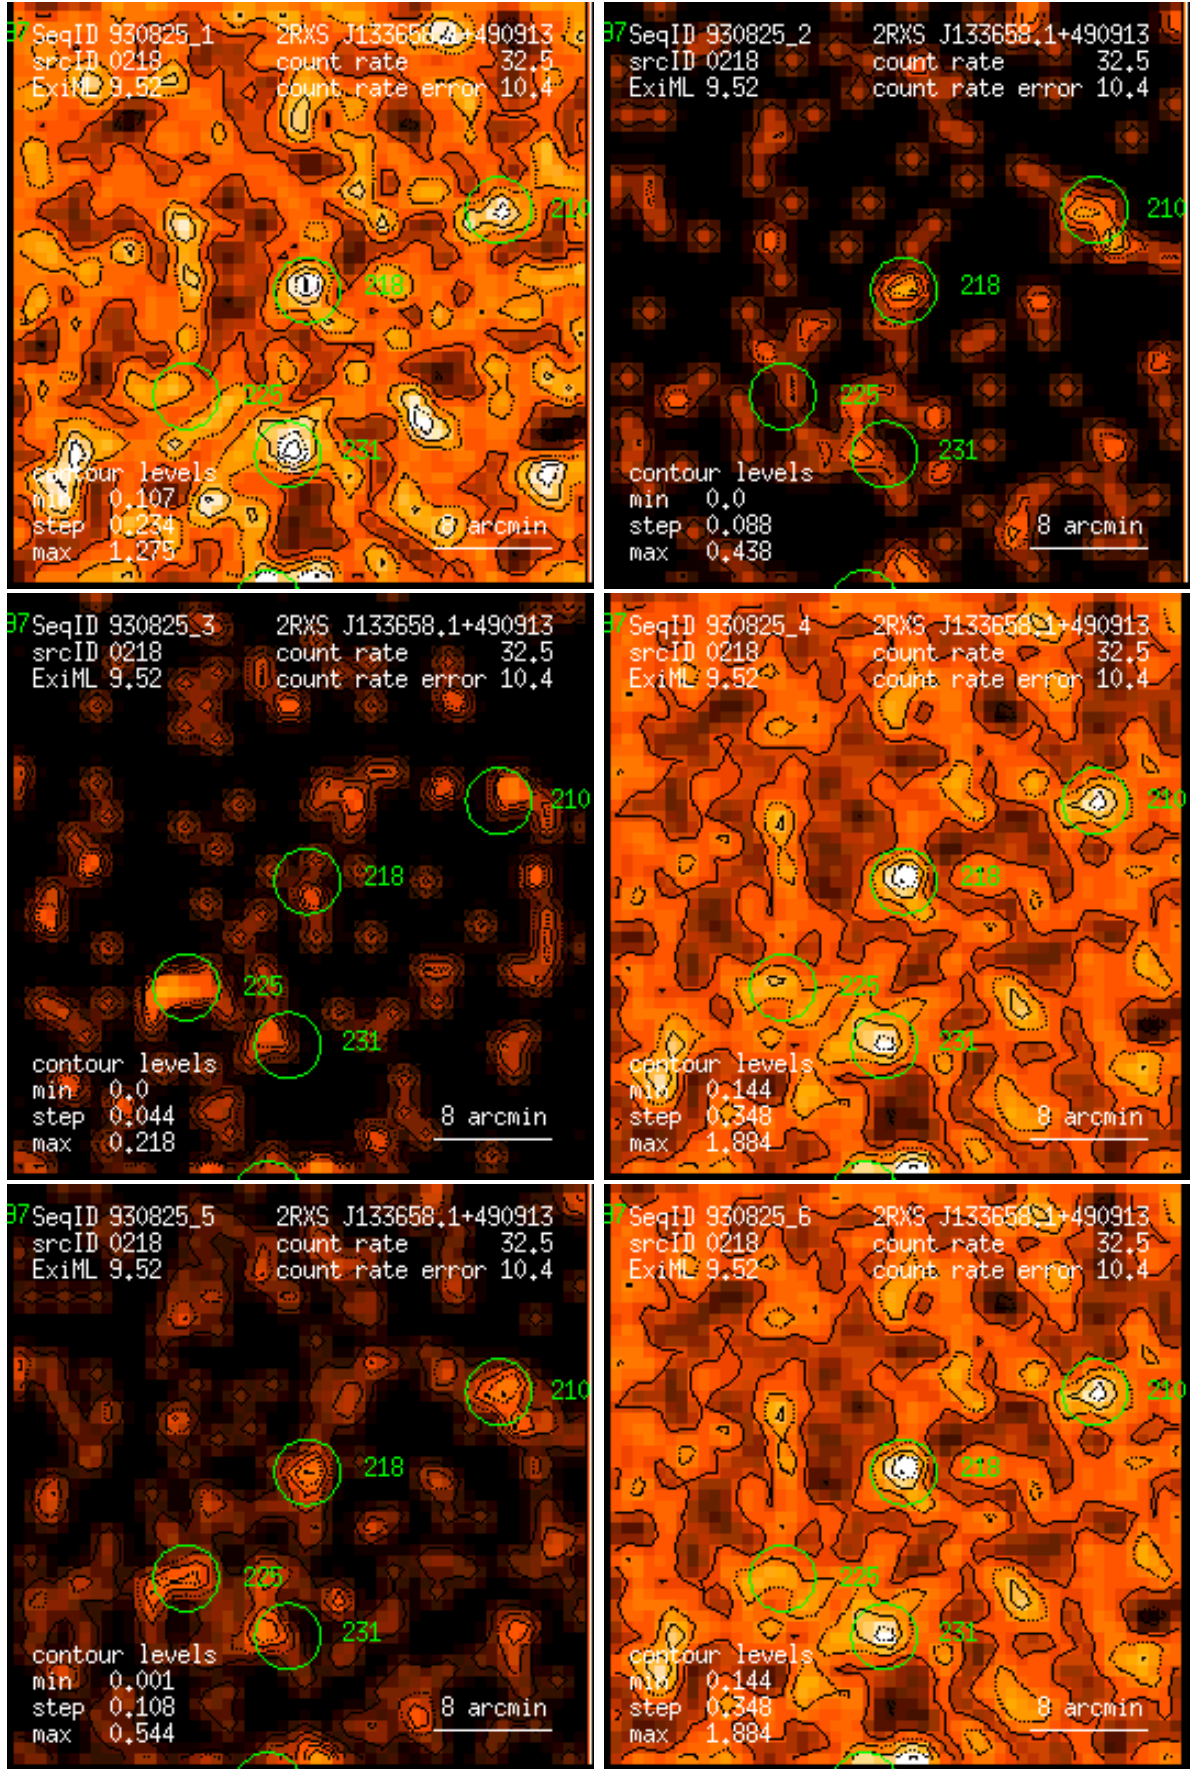 97 SeqID 930825_1 2RXS J133658.1+490913
srcID 0218 count rate 32.5
ExiML 9.52 count rate error 10.4
210
218
225
231
contour levels
min 0.107
step 0.234 8 arcmin
max 1.275
97 SeqID 930825_2 2RXS J133658.1+490913
srcID 0218 count rate 32.5
ExiML 9.52 count rate error 10.4
210
218
225
231
contour levels
min 0.0
step 0.088 8 arcmin
max 0.438
97 SeqID 930825_3 2RXS J133658.1+490913
srcID 0218 count rate 32.5
ExiML 9.52 count rate error 10.4
210
218
225
231
contour levels
min 0.0
step 0.044 8 arcmin
max 0.218
97 SeqID 930825_4 2RXS J133658.1+490913
srcID 0218 count rate 32.5
ExiML 9.52 count rate error 10.4
210
218
225
231
contour levels
min 0.144
step 0.348 8 arcmin
max 1.884
97 SeqID 930825_5 2RXS J133658.1+490913
srcID 0218 count rate 32.5
ExiML 9.52 count rate error 10.4
210
218
225
231
contour levels
min 0.001
step 0.108 8 arcmin
max 0.544
97 SeqID 930825_6 2RXS J133658.1+490913
srcID 0218 count rate 32.5
ExiML 9.52 count rate error 10.4
210
218
225
231
contour levels
min 0.144
step 0.348 8 arcmin
max 1.884